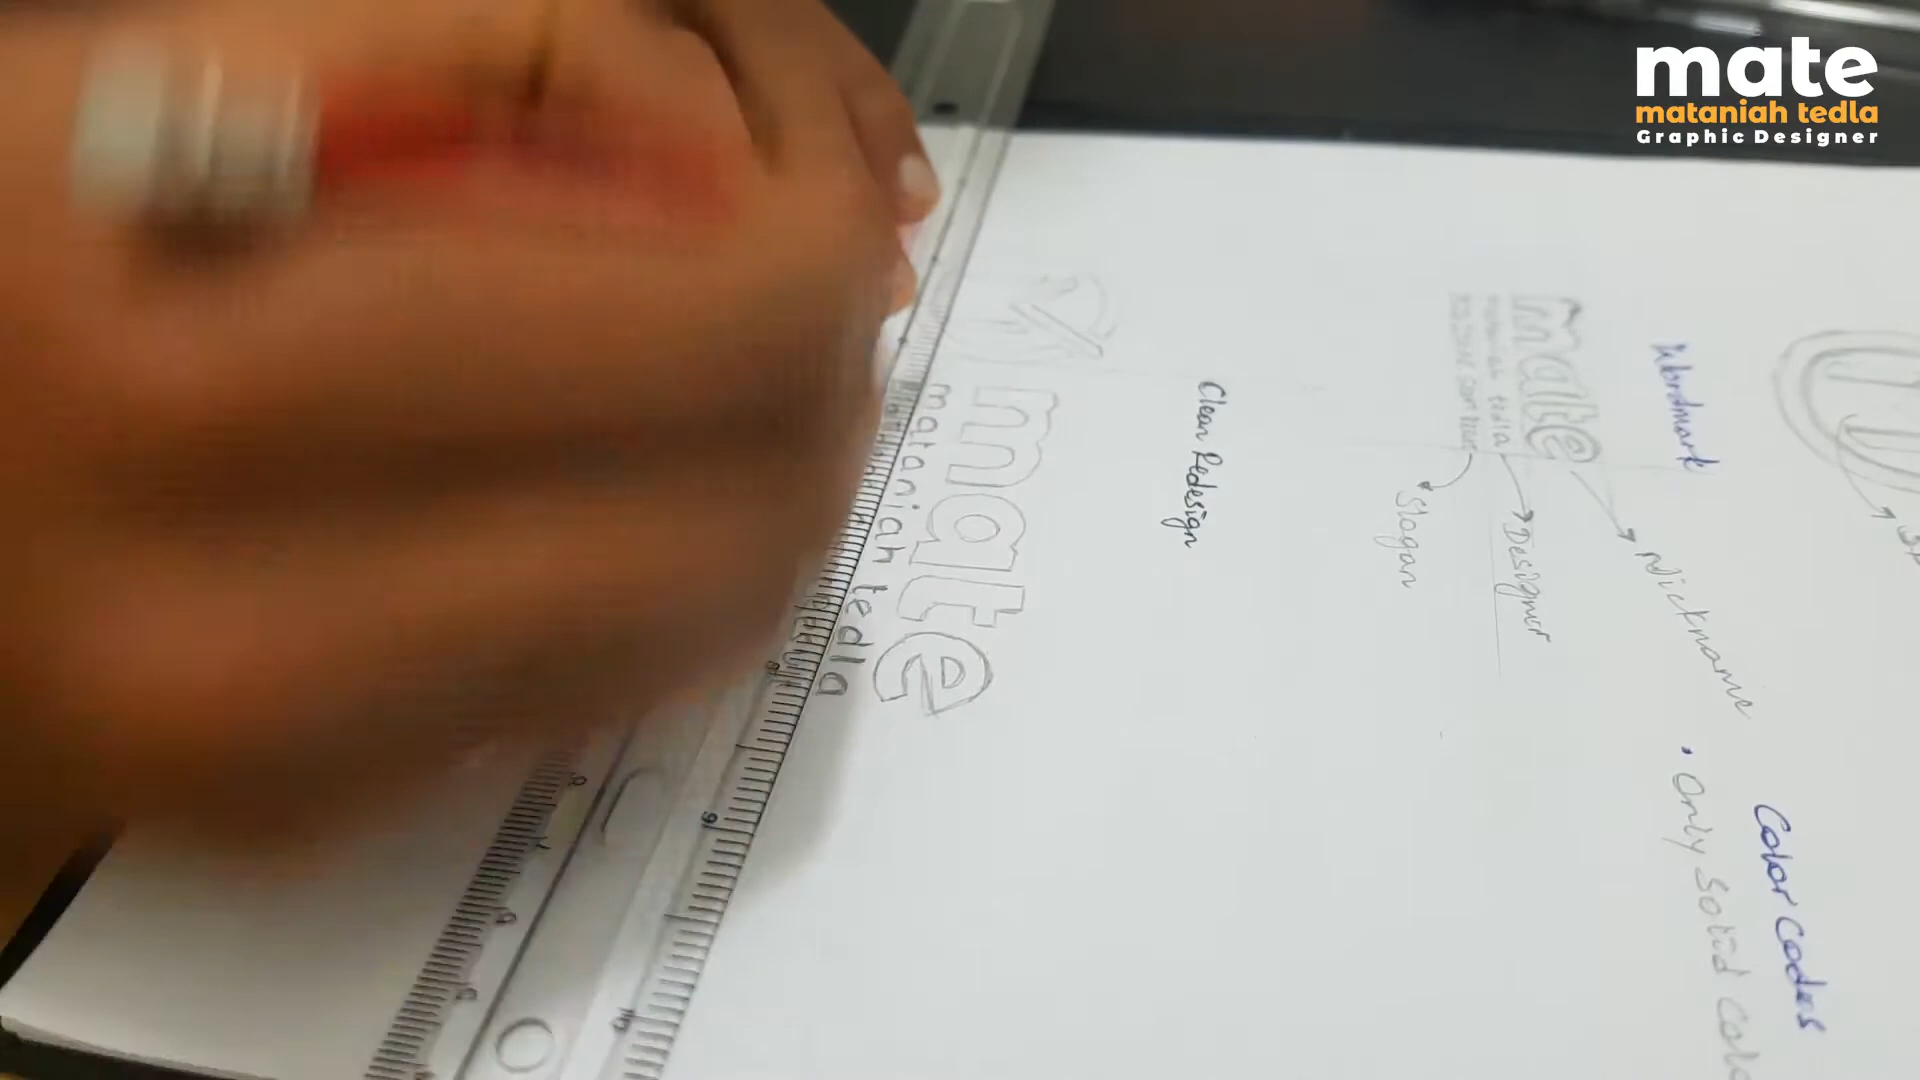 mate
mataniah tedla
Graphic Designer
Wordmark
mate
Nickname
Designer
Slogan
Color Codes
• Only Solid
Clean Redesign
mate
mataniah tedla